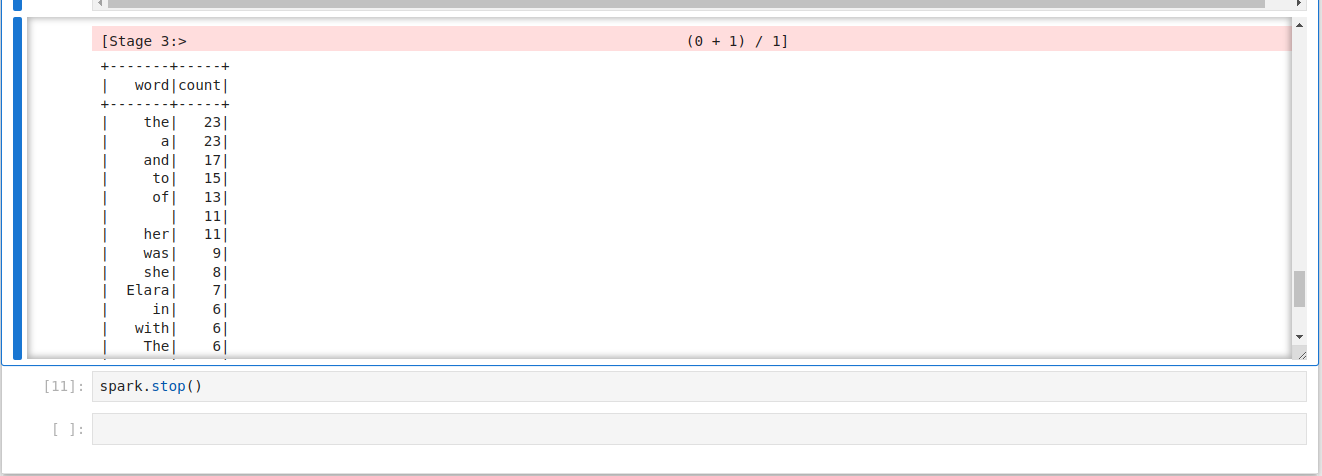 [Stage 3:>                                                          (0 + 1) / 1]
+-------+-----+
|   word|count|
+-------+-----+
|    the|   23|
|      a|   23|
|    and|   17|
|     to|   15|
|     of|   13|
|       |   11|
|    her|   11|
|    was|    9|
|    she|    8|
|  Elara|    7|
|     in|    6|
|   with|    6|
|    The|    6|
[11]: spark.stop()
[ ]: